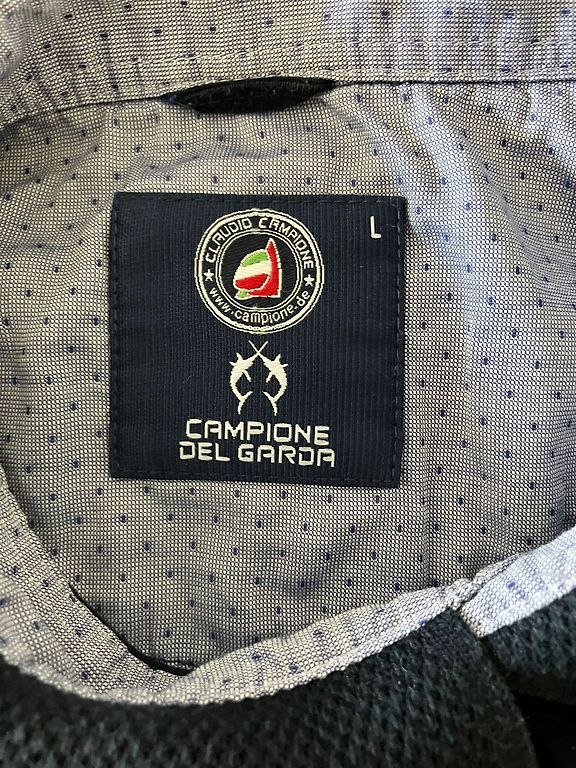 CLAUDIO CAMPIONE
www.campione.de
L
CAMPIONE
DEL GARDA